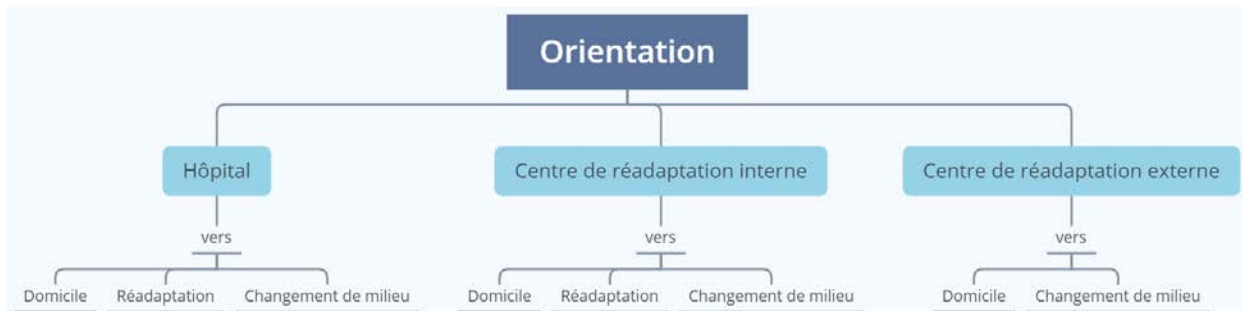 Orientation
Hôpital
Centre de réadaptation interne
Centre de réadaptation externe
vers
vers
vers
Domicile
Réadaptation
Changement de milieu
Domicile
Réadaptation
Changement de milieu
Domicile
Changement de milieu